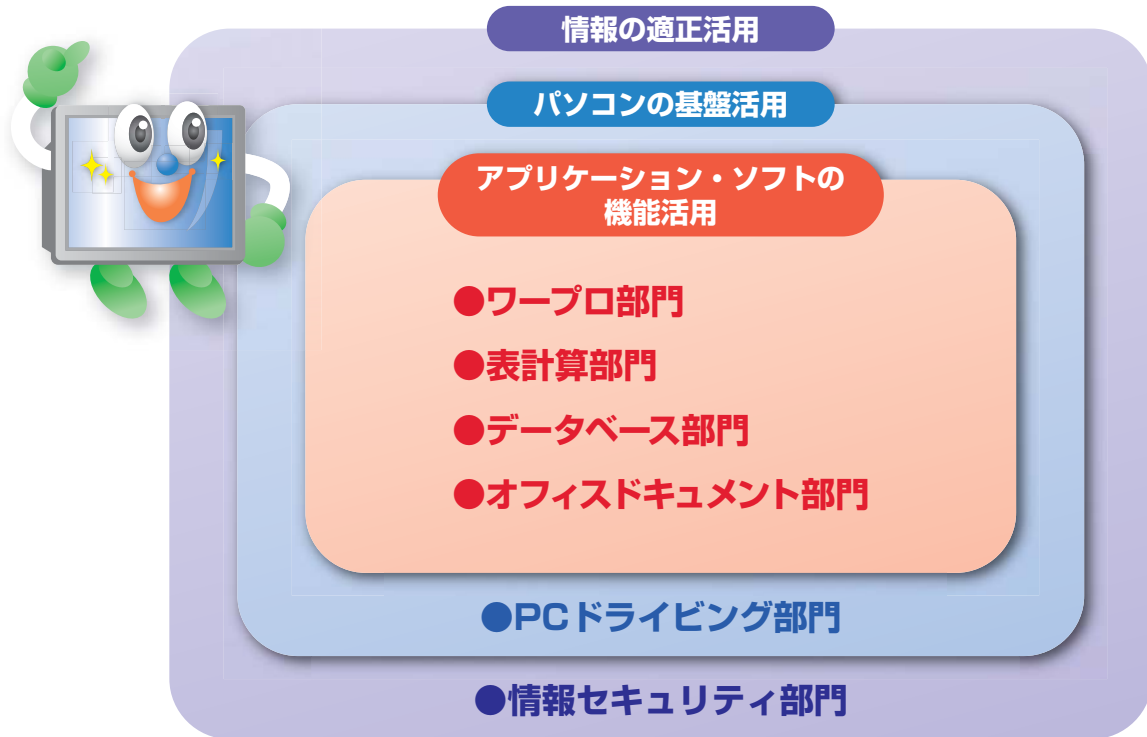 情報の適正活用
パソコンの基盤活用
アプリケーション・ソフトの
機能活用
●ワープロ部門
●表計算部門
●データベース部門
●オフィスドキュメント部門
●PCドライビング部門
●情報セキュリティ部門